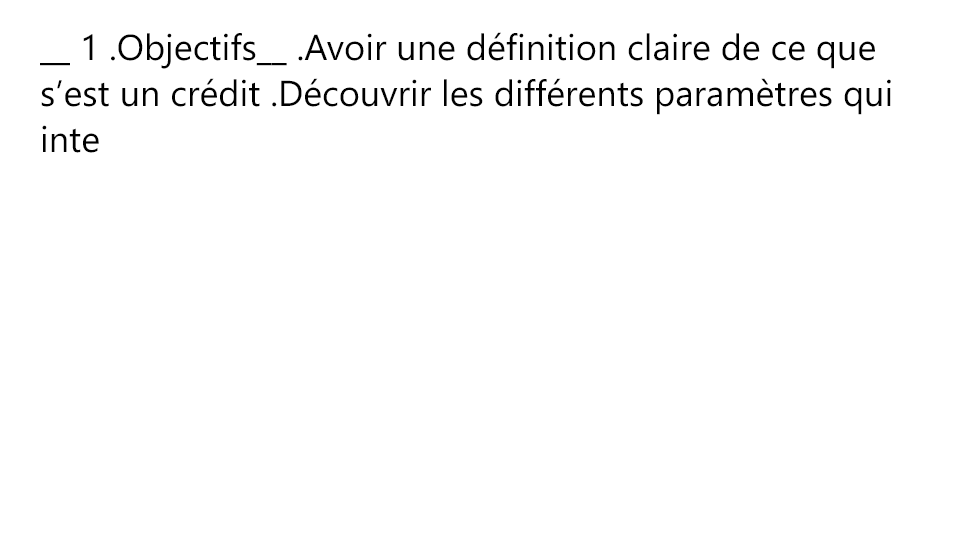 __ 1 .Objectifs__ .Avoir une définition claire de ce que
s’est un crédit .Découvrir les différents paramètres qui
inte